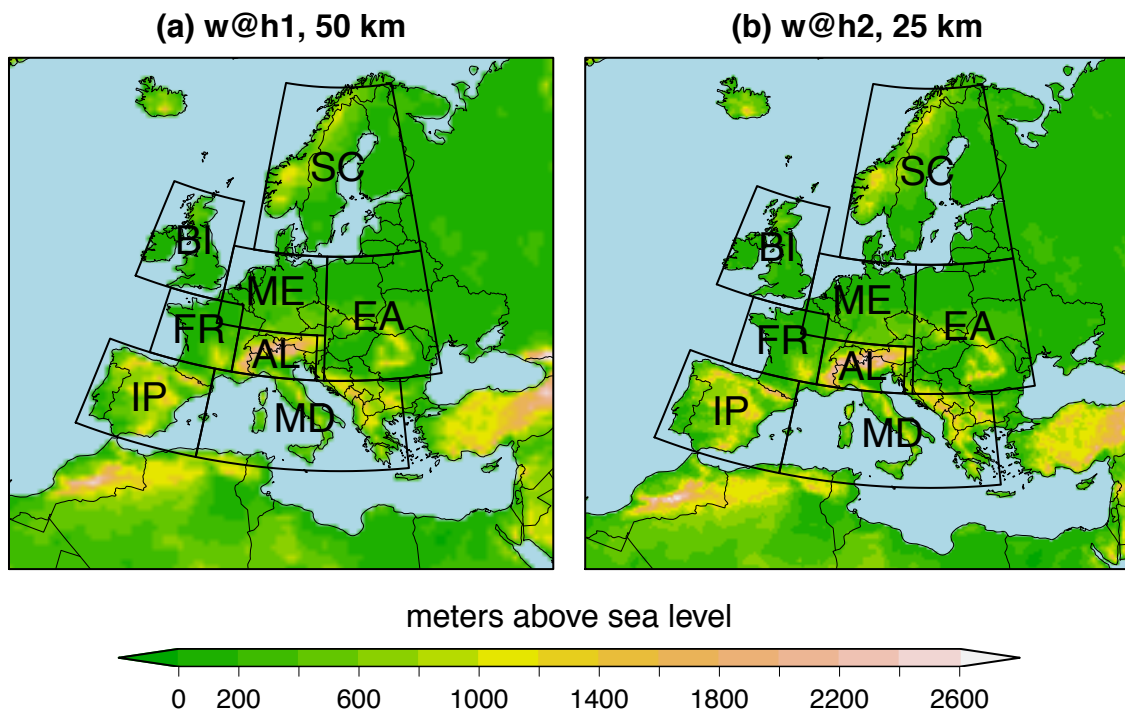 (a) w@h1, 50 km
(b) w@h2, 25 km
SC
BI
ME
FR
EA
AL
IP
MD
SC
BI
ME
FR
EA
AL
IP
MD
meters above sea level
0 200 600 1000 1400 1800 2200 2600